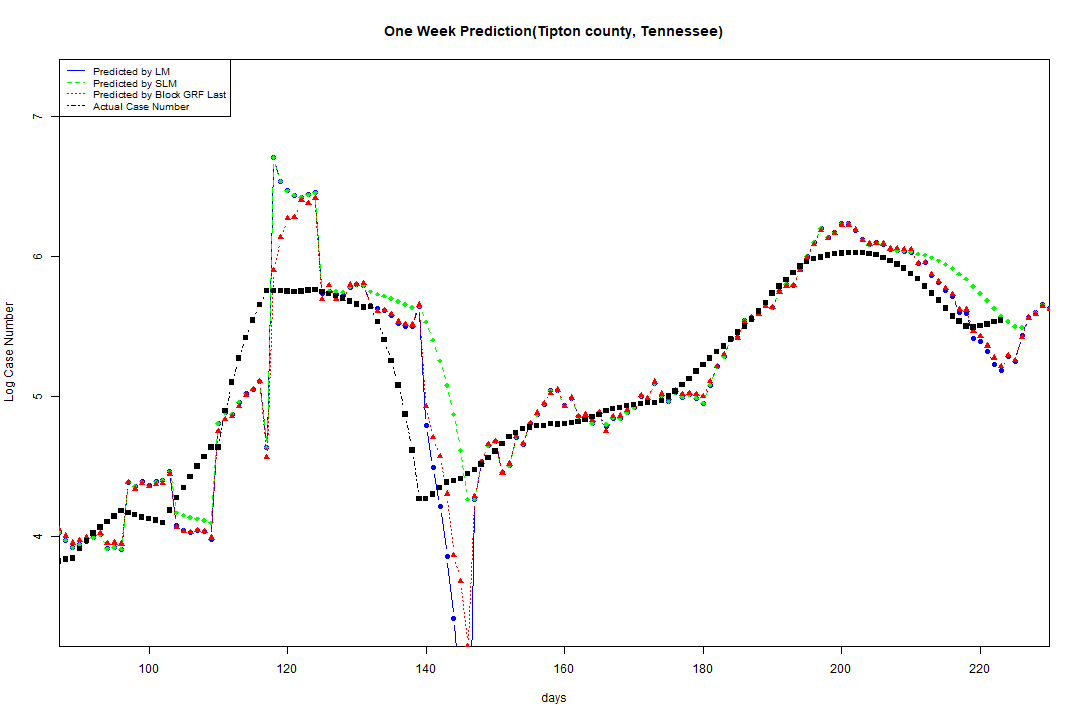 One Week Prediction(Tipton county, Tennessee)
Predicted by LM
Predicted by SLM
Predicted by Block GRF Last
Actual Case Number
7
6
5
4
Log Case Number
100 120 140 160 180 200 220
days